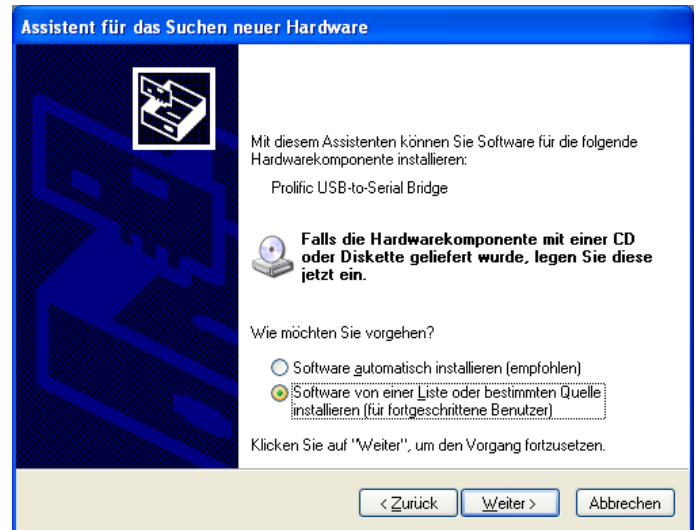 Assistent für das Suchen neuer Hardware
Mit diesem Assistenten können Sie Software für die folgende
Hardwarekomponente installieren:
Prolific USB-to-Serial Bridge
Falls die Hardwarekomponente mit einer CD
oder Diskette geliefert wurde, legen Sie diese
jetzt ein.
Wie möchten Sie vorgehen?
Software automatisch installieren (empfohlen)
Software von einer Liste oder bestimmten Quelle
installieren (für fortgeschrittene Benutzer)
Klicken Sie auf "Weiter", um den Vorgang fortzusetzen.
< Zurück Weiter > Abbrechen